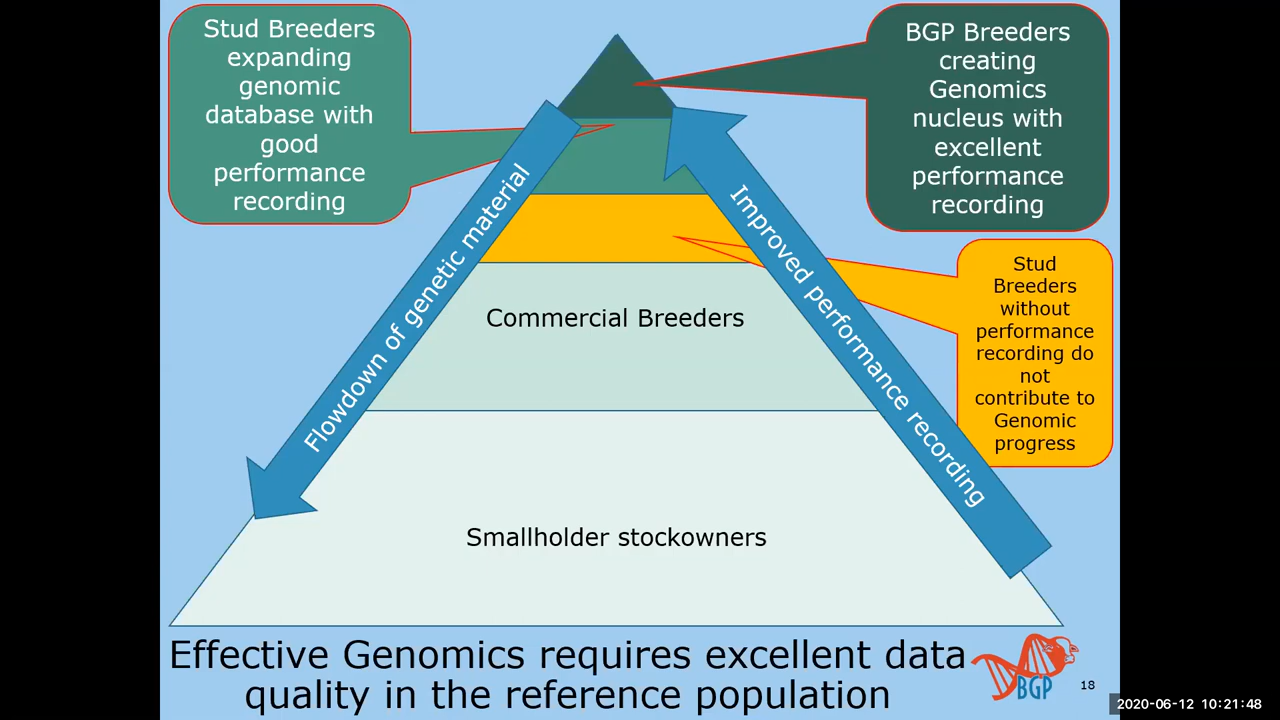 Stud Breeders
expanding
genomic
database with
good
performance
recording
BGP Breeders
creating
Genomics
nucleus with
excellent
performance
recording
Flowdown of genetic material
Improved performance recording
Stud
Breeders
without
performance
recording do
not
contribute to
Genomic
progress
Commercial Breeders
Smallholder stockowners
Effective Genomics requires excellent data
quality in the reference population
BGP
18
2020-06-12 10:21:48